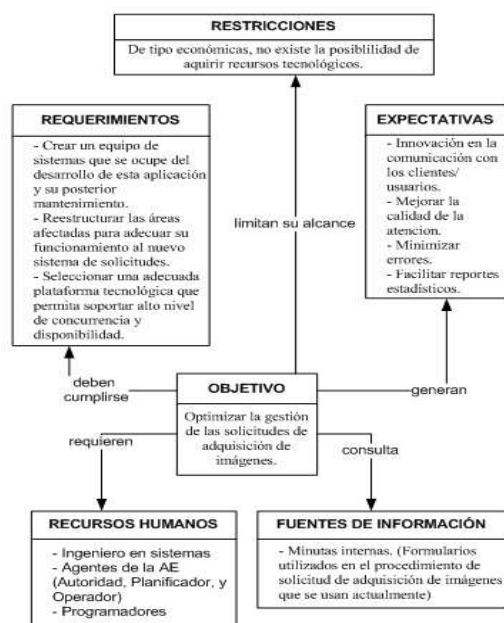 RESTRICCIONES
De tipo económicas, no existe la posiblilidad de
aquirir recursos tecnológicos.
REQUERIMIENTOS
- Crear un equipo de
sistemas que se ocupe del
desarrollo de esta aplicación
y su posterior
mantenimiento.
- Reestructurar las áreas
afectadas para adecuar su
funcionamiento al nuevo
sistema de solicitudes.
- Seleccionar una adecuada
plataforma tecnológica que
permita soportar alto nivel
de concurrencia y
disponibilidad.
EXPECTATIVAS
- Innovación en la
comunicación con
los clientes/
usuarios.
- Mejorar la
calidad de la
atencion.
- Minimizar
errores.
- Facilitar reportes
estadísticos.
limitan su alcance
deben
cumplirse
generan
OBJETIVO
Optimizar la gestión
de las solicitudes de
adquisición de
imágenes.
requieren
consulta
RECURSOS HUMANOS
- Ingeniero en sistemas
- Agentes de la AE
(Autoridad, Planificador, y
Operador)
- Programadores
FUENTES DE INFORMACIÓN
- Minutas internas. (Formularios
utilizados en el procedimiento de
solicitud de adquisición de imágenes
que se usan actualmente)